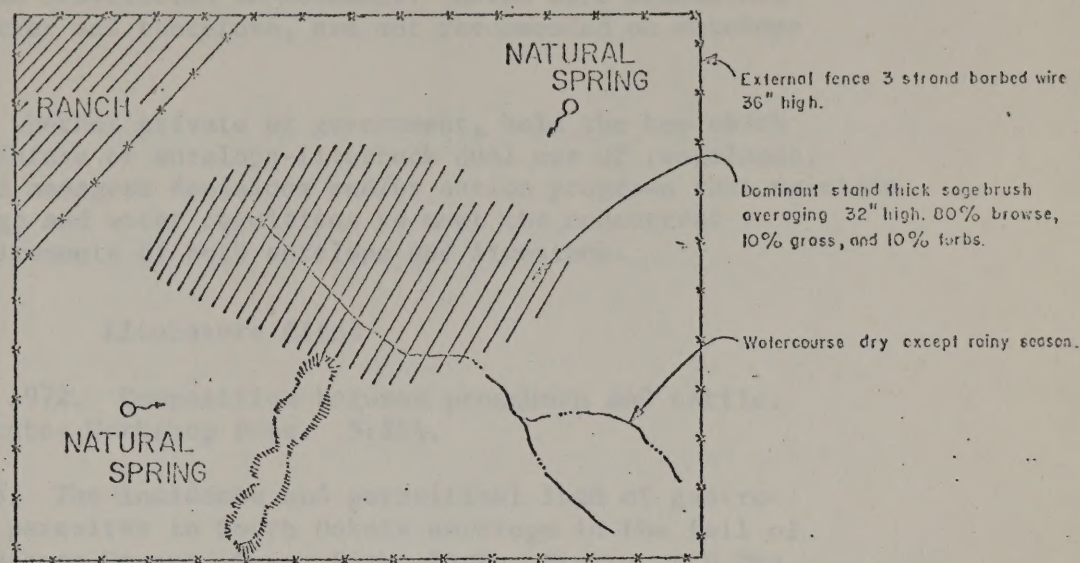 RANCH
NATURAL
SPRING
External fence 3 strand barbed wire
36" high.
Dominant stand thick sagebrush
averaging 32" high. 80% browse,
10% grass, and 10% forbs.
Watercourse dry except rainy season.
NATURAL
SPRING